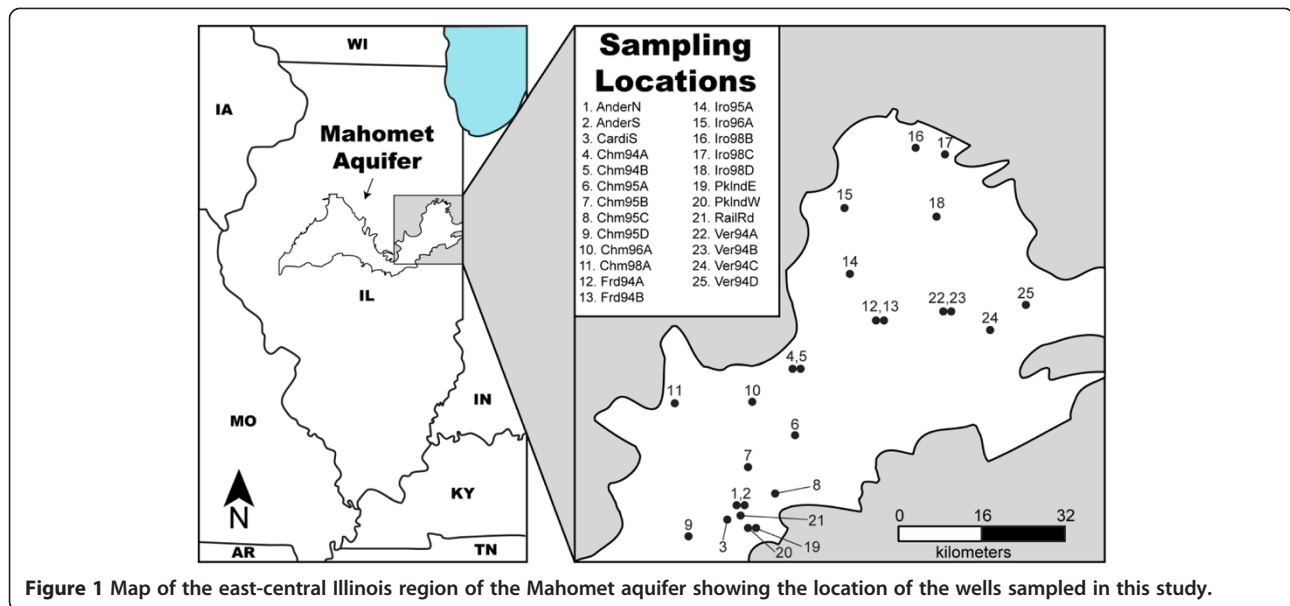 WI
IA
Mahomet
Aquifer
IL
MO
IN
KY
N
AR
TN
Sampling
Locations
1. AnderN
2. AnderS
3. CardiS
4. Chm94A
5. Chm94B
6. Chm95A
7. Chm95B
8. Chm95C
9. Chm95D
10. Chm96A
11. Chm98A
12. Frd94A
13. Frd94B
14. Iro95A
15. Iro96A
16. Iro98B
17. Iro98C
18. Iro98D
19. PkIndE
20. PkIndW
21. RailRd
22. Ver94A
23. Ver94B
24. Ver94C
25. Ver94D
16
17
15
18
14
12,13
22,23
25
24
4,5
11
10
6
7
8
1,2
21
9
3
20
19
0
16
32
kilometers
Figure 1 Map of the east-central Illinois region of the Mahomet aquifer showing the location of the wells sampled in this study.